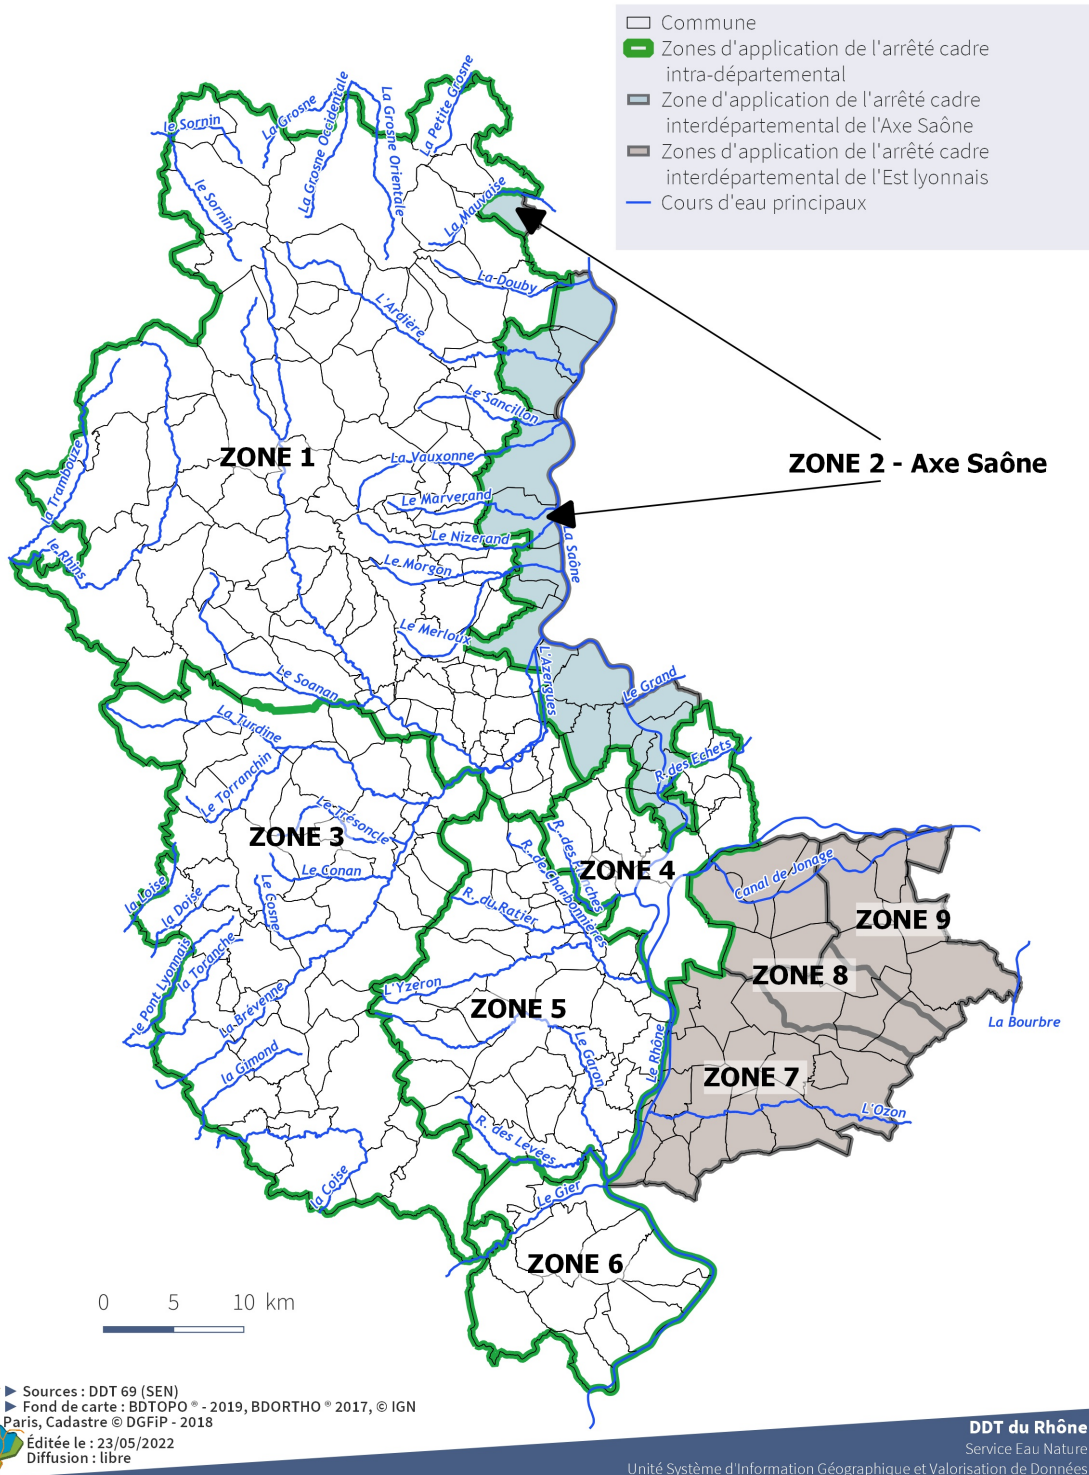 Commune
Zones d'application de l'arrêté cadre
intra-départemental
Zone d'application de l'arrêté cadre
interdépartemental de l'Axe Saône
Zones d'application de l'arrêté cadre
interdépartemental de l'Est lyonnais
Cours d'eau principaux
le Sornin
La Grosne
La Grosne Occidentale
La Grosne Orientale
La Petite Grosne
le Sornin
La Mauvaise
La Douby
L'Ardière
Le Sancillon
ZONE 1
La Vauxonne
ZONE 2 - Axe Saône
la Trambouze
Le Marverand
Le Nizerand
La Saône
le Rhins
Le Morgon
Le Merloux
L'Azergues
Le Soanan
Le Grand
La Turdine
R. des Echets
Le Torranchin
Le Trésoncle
ZONE 3
R. des Planches
R. de Charbonnières
ZONE 4
Canal de Jonage
Le Conan
la Loise
la Doise
Le Cosne
R. du Ratier
ZONE 9
le Pont Lyonnais
la Toranche
ZONE 8
L'Yzeron
ZONE 5
la Brévenne
La Bourbre
la Gimond
Le Garon
Le Rhône
ZONE 7
L'Ozon
R. des Levées
la Coise
Le Gier
ZONE 6
0 5 10 km
Sources : DDT 69 (SEN)
Fond de carte : BDTOPO ® - 2019, BDORTHO ® 2017, © IGN
Paris, Cadastre © DGFiP - 2018
Éditée le : 23/05/2022
Diffusion : libre
DDT du Rhône
Service Eau Nature
Unité Système d'Information Géographique et Valorisation de Données